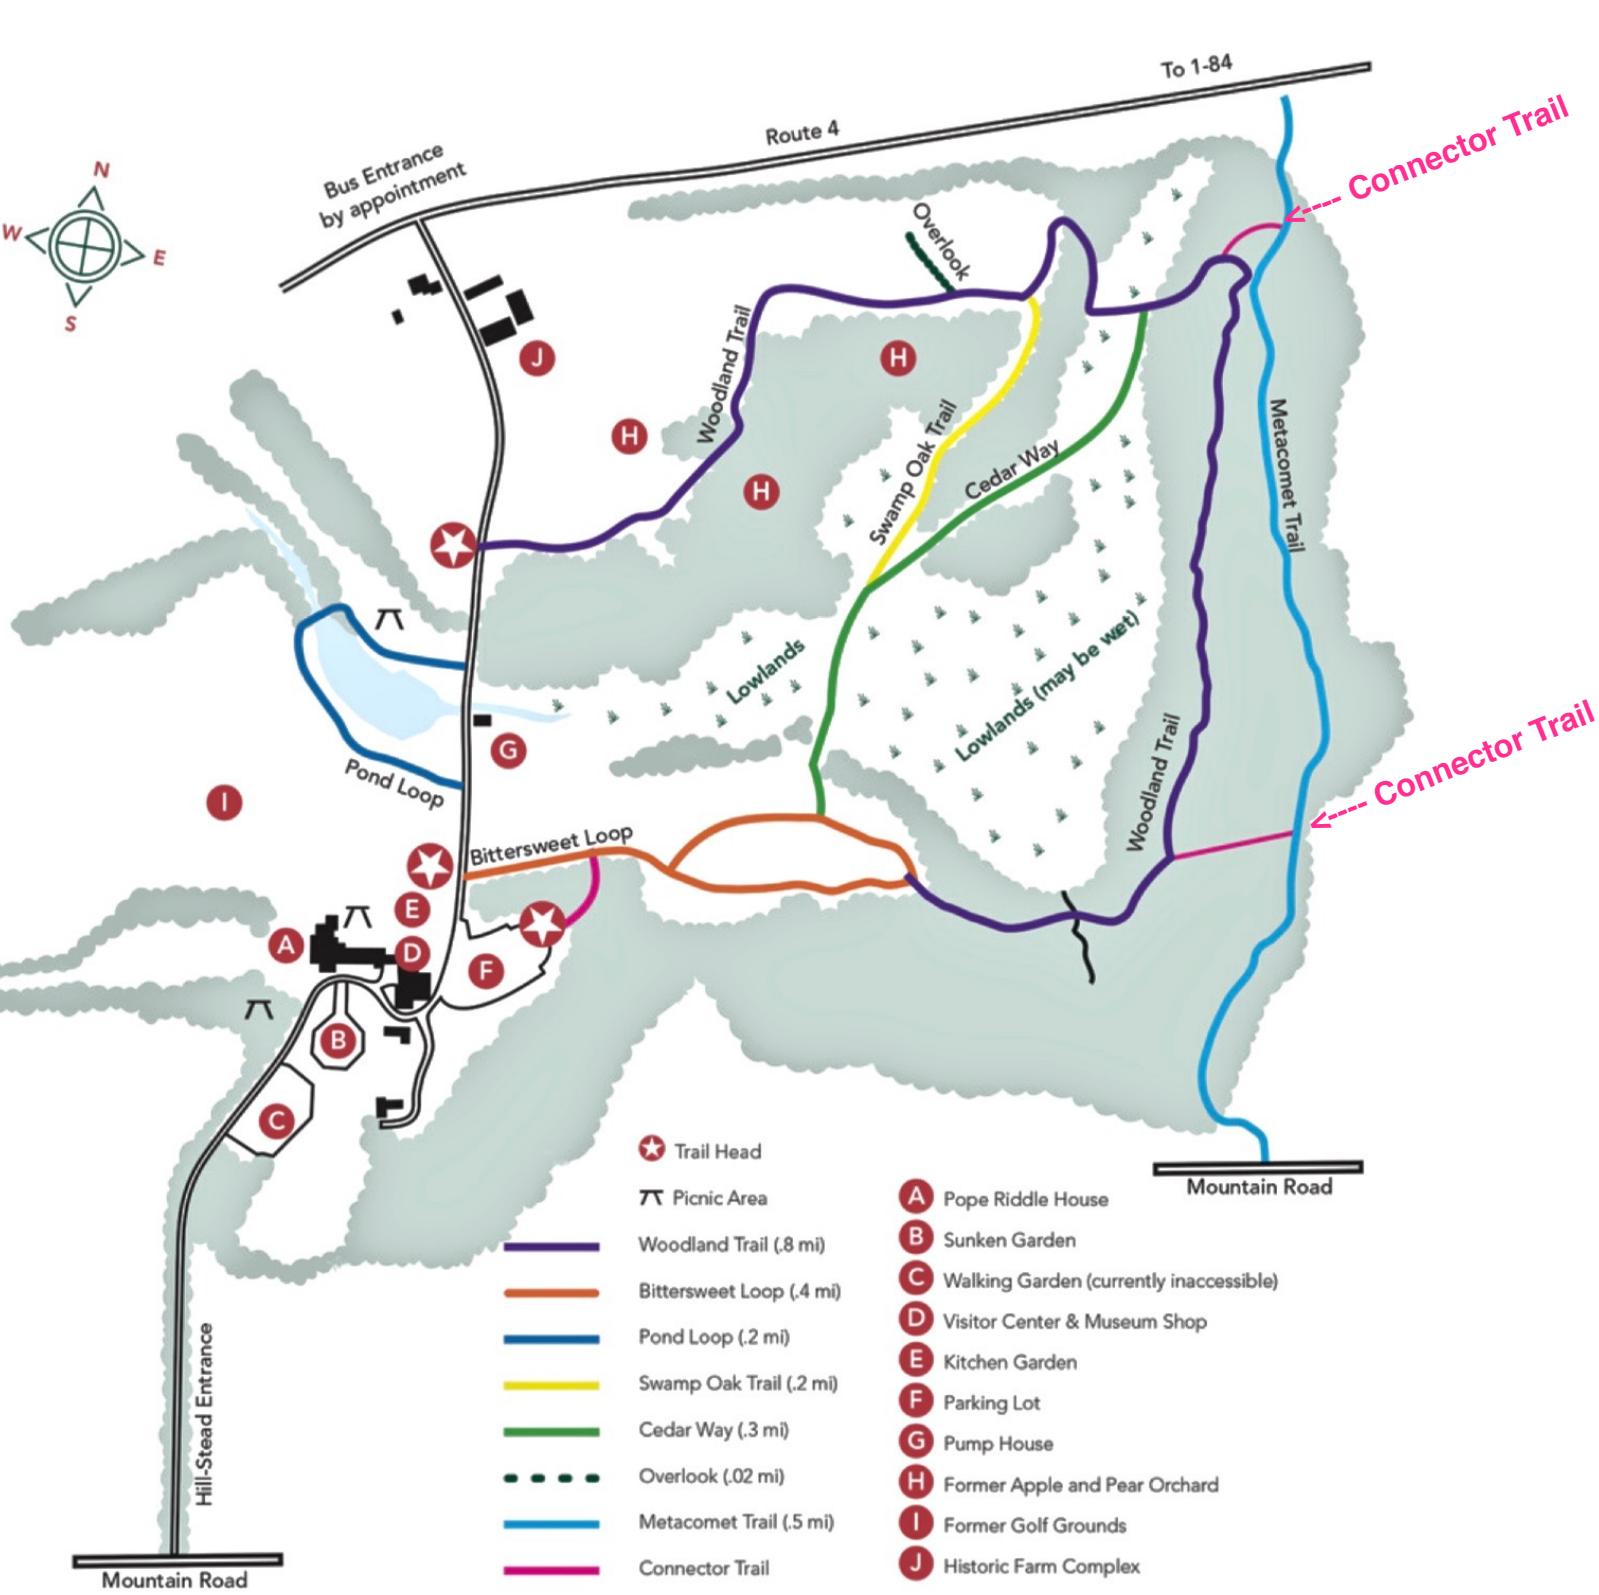 To 1-84
Route 4
Connector Trail
Bus Entrance
by appointment
N
W
E
S
Overlook
J
H
Woodland Trail
H
H
Swamp Oak Trail
Cedar Way
Metacomet Trail
Lowlands
Lowlands (may be wet)
G
Pond Loop
I
Woodland Trail
Connector Trail
Bittersweet Loop
E
A
D
F
B
C
Hill-Stead Entrance
Mountain Road
Mountain Road
Trail Head
Picnic Area
Woodland Trail (.8 mi)
Bittersweet Loop (.4 mi)
Pond Loop (.2 mi)
Swamp Oak Trail (.2 mi)
Cedar Way (.3 mi)
Overlook (.02 mi)
Metacomet Trail (.5 mi)
Connector Trail
A Pope Riddle House
B Sunken Garden
C Walking Garden (currently inaccessible)
D Visitor Center & Museum Shop
E Kitchen Garden
F Parking Lot
G Pump House
H Former Apple and Pear Orchard
I Former Golf Grounds
J Historic Farm Complex